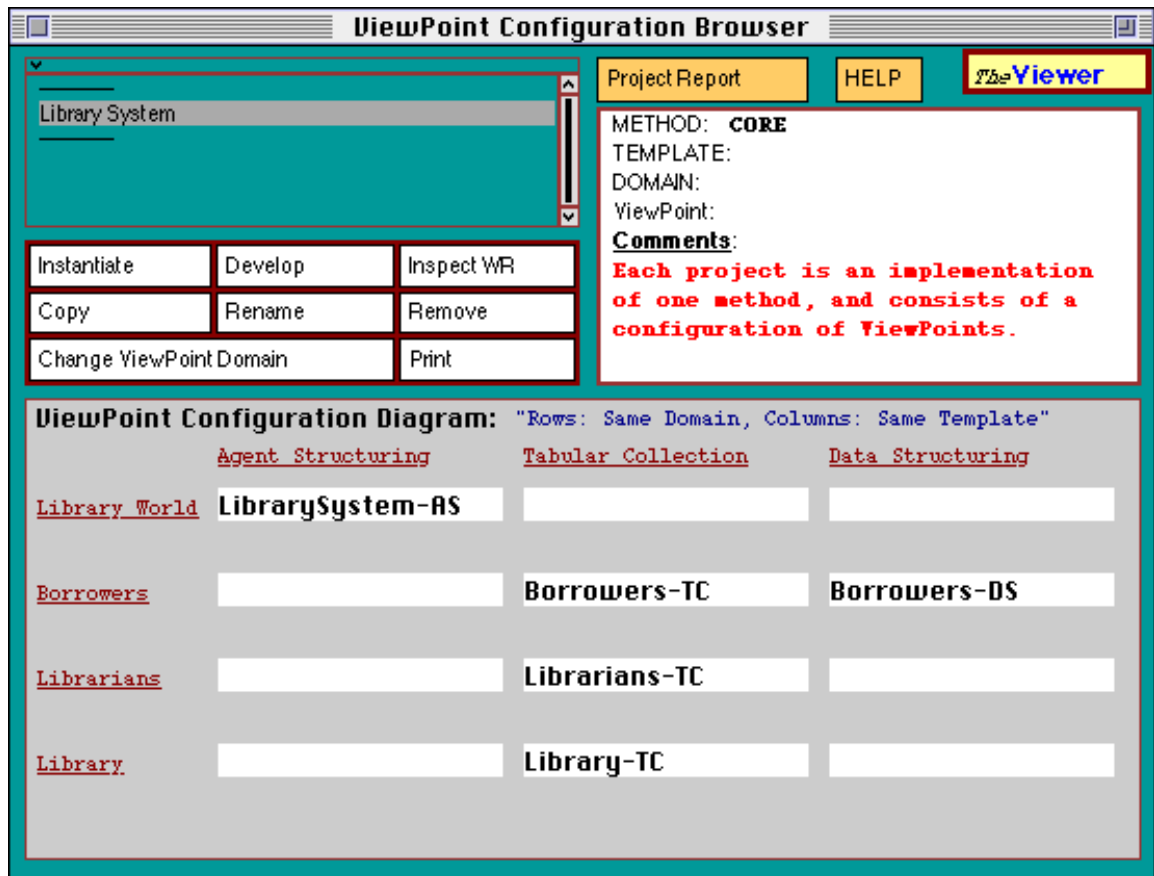 ViewPoint Configuration Browser
Library System
Project Report
HELP
The Viewer
METHOD: CORE
TEMPLATE:
DOMAIN:
ViewPoint:
Comments:
Each project is an implementation
of one method, and consists of a
configuration of ViewPoints.
Instantiate Develop Inspect WR
Copy Rename Remove
Change ViewPoint Domain Print
ViewPoint Configuration Diagram: "Rows: Same Domain, Columns: Same Template"
Agent Structuring Tabular Collection Data Structuring
Library World LibrarySystem-AS
Borrowers Borrowers-TC Borrowers-DS
Librarians Librarians-TC
Library Library-TC